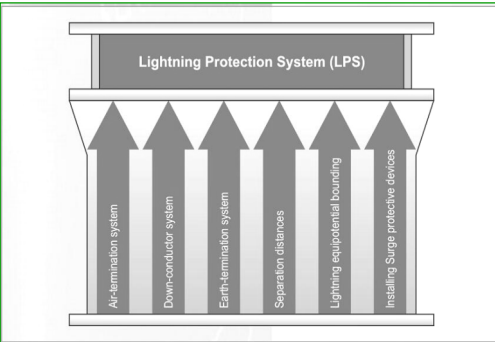 Lightning Protection System (LPS)
Air-termination system
Down-conductor system
Earth-termination system
Separation distances
Lightning equipotential bounding
Installing Surge protective devices